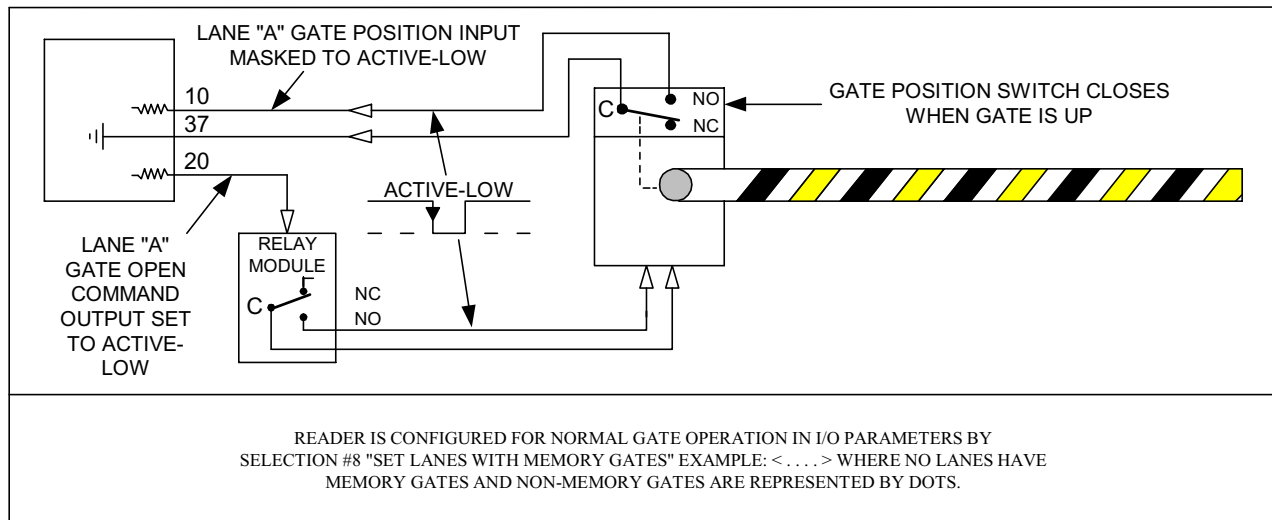 LANE "A" GATE POSITION INPUT
MASKED TO ACTIVE-LOW
10
37
20
C
NO
NC
GATE POSITION SWITCH CLOSES
WHEN GATE IS UP
ACTIVE-LOW
LANE "A"
GATE OPEN
COMMAND
OUTPUT SET
TO ACTIVE-
LOW
RELAY
MODULE
C
NC
NO
READER IS CONFIGURED FOR NORMAL GATE OPERATION IN I/O PARAMETERS BY
SELECTION #8 "SET LANES WITH MEMORY GATES" EXAMPLE: < . . . . > WHERE NO LANES HAVE
MEMORY GATES AND NON-MEMORY GATES ARE REPRESENTED BY DOTS.